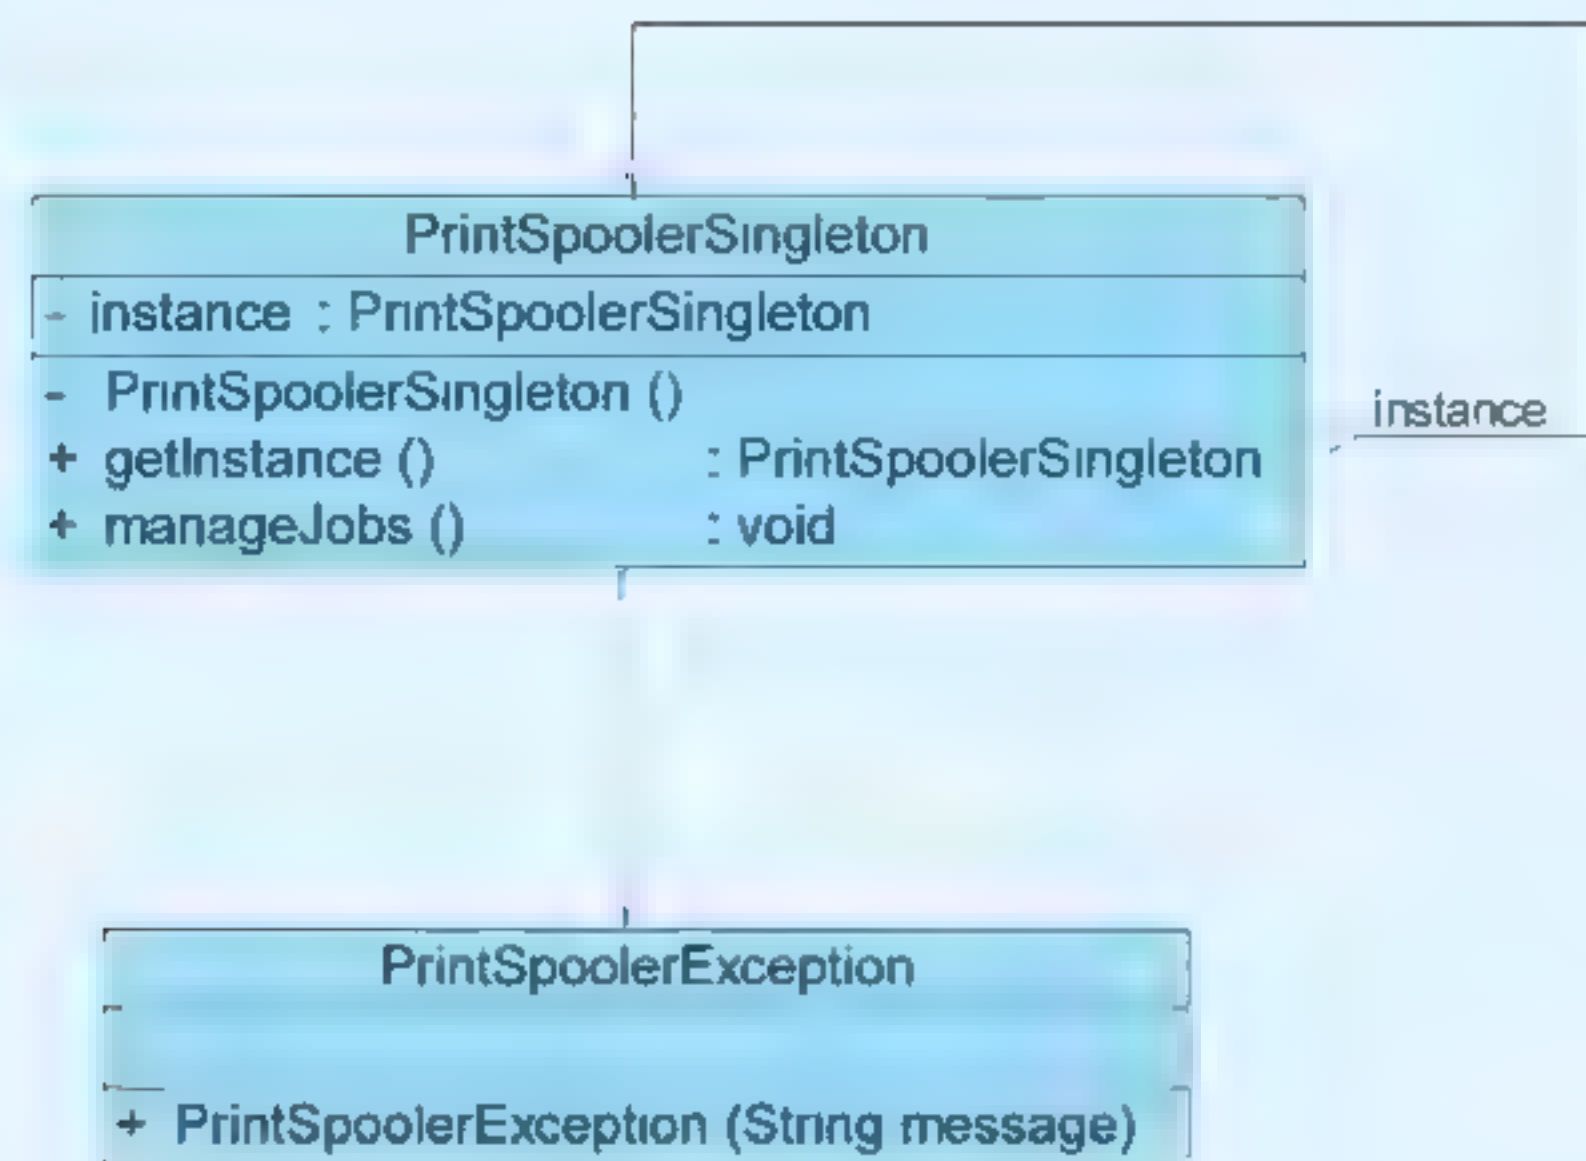 PrintSpoolerSingleton
- instance : PrintSpoolerSingleton
- PrintSpoolerSingleton ()
+ getInstance () : PrintSpoolerSingleton
+ manageJobs () : void
instance
PrintSpoolerException
+ PrintSpoolerException (String message)